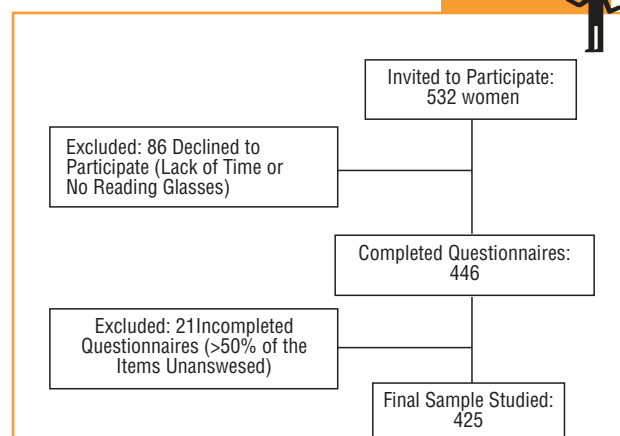 Invited to Participate:
532 women
Excluded: 86 Declined to
Participate (Lack of Time or
No Reading Glasses)
Completed Questionnaires:
446
Excluded: 21Incompleted
Questionnaires (>50% of the
Items Unanswesed)
Final Sample Studied:
425